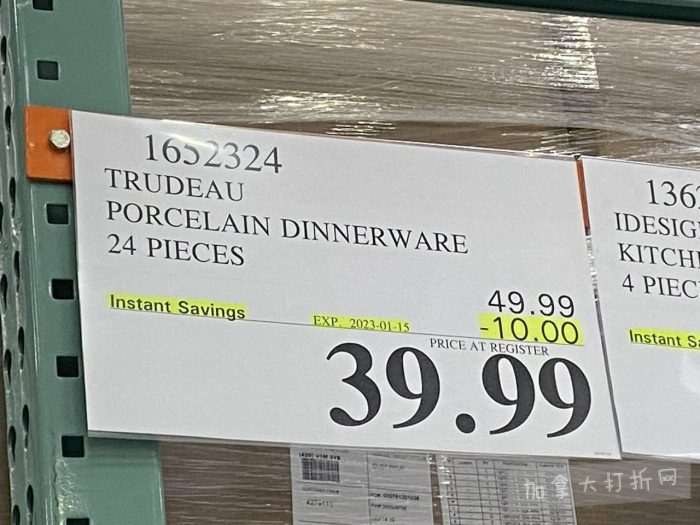 1652324
TRUDEAU
PORCELAIN DINNERWARE
24 PIECES
49.99
Instant Savings
EXP. 2023-01-15
-10.00
PRICE AT REGISTER
39.99
KITCH
4 PIEC
Instant
加拿大打折网